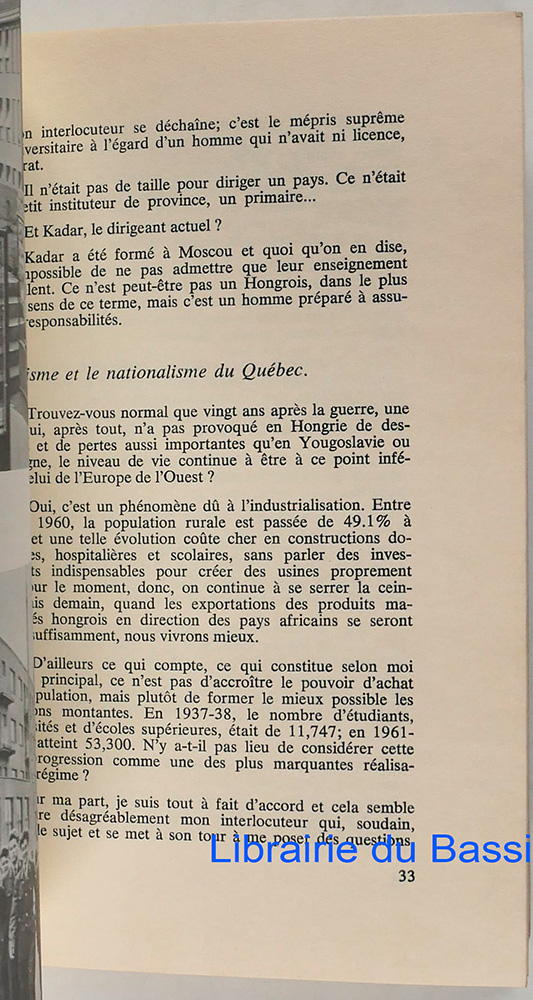 n interlocuteur se déchaîne; c'est le mépris suprême
versitaire à l'égard d'un homme qui n'avait ni licence,
rat.
Il n'était pas de taille pour diriger un pays. Ce n'était
etit instituteur de province, un primaire...
Et Kadar, le dirigeant actuel ?
Kadar a été formé à Moscou et quoi qu'on en dise,
possible de ne pas admettre que leur enseignement
lent. Ce n'est peut-être pas un Hongrois, dans le plus
sens de ce terme, mais c'est un homme préparé à assu-
responsabilités.
isme et le nationalisme du Québec.
Trouvez-vous normal que vingt ans après la guerre, une
ui, après tout, n'a pas provoqué en Hongrie de des-
et de pertes aussi importantes qu'en Yougoslavie ou
gne, le niveau de vie continue à être à ce point infé-
elui de l'Europe de l'Ouest ?
Oui, c'est un phénomène dû à l'industrialisation. Entre
1960, la population rurale est passée de 49.1% à
et une telle évolution coûte cher en constructions do-
es, hospitalières et scolaires, sans parler des inves-
ts indispensables pour créer des usines proprement
our le moment, donc, on continue à se serrer la cein-
is demain, quand les exportations des produits ma-
és hongrois en direction des pays africains se seront
suffisamment, nous vivrons mieux.
D'ailleurs ce qui compte, ce qui constitue selon moi
principal, ce n'est pas d'accroître le pouvoir d'achat
pulation, mais plutôt de former le mieux possible les
ons montantes. En 1937-38, le nombre d'étudiants,
sités et d'écoles supérieures, était de 11,747; en 1961-
atteint 53,300. N'y a-t-il pas lieu de considérer cette
rogression comme une des plus marquantes réalisa-
régime ?
ur ma part, je suis tout à fait d'accord et cela semble
re désagréablement mon interlocuteur qui, soudain,
le sujet et se met à son tour à me poser des questions.
Librairie du Bassi
33